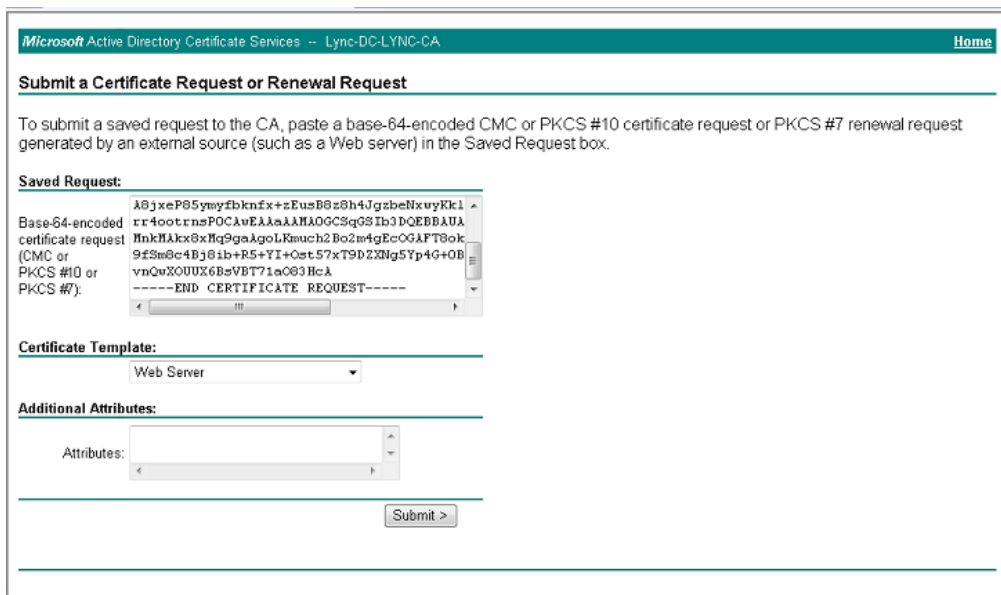 Microsoft Active Directory Certificate Services -- Lync-DC-LYNC-CA Home
Submit a Certificate Request or Renewal Request
To submit a saved request to the CA, paste a base-64-encoded CMC or PKCS #10 certificate request or PKCS #7 renewal request
generated by an external source (such as a Web server) in the Saved Request box.
Saved Request:
Base-64-encoded
certificate request
(CMC or
PKCS #10 or
PKCS #7):
A8jxeP85ymyfbknfx+zEusB8z8h4JgzbeNxwyKkl
rr4ootrnsPOCAwEAAaAAMA0GCSqGSIb3DQEBBAUA
MnkMAkx8xMq9gaAgoLKmuch2Bo2m4gEcOGAFT8ok
9fSm8c4Bj8ib+R5+YI+Ost57xT9DZXNg5Yp4G+OB
vnQwXOUUX6BsVBT71aO83HcA
-----END CERTIFICATE REQUEST-----
Certificate Template:
Web Server
Additional Attributes:
Attributes:
Submit >